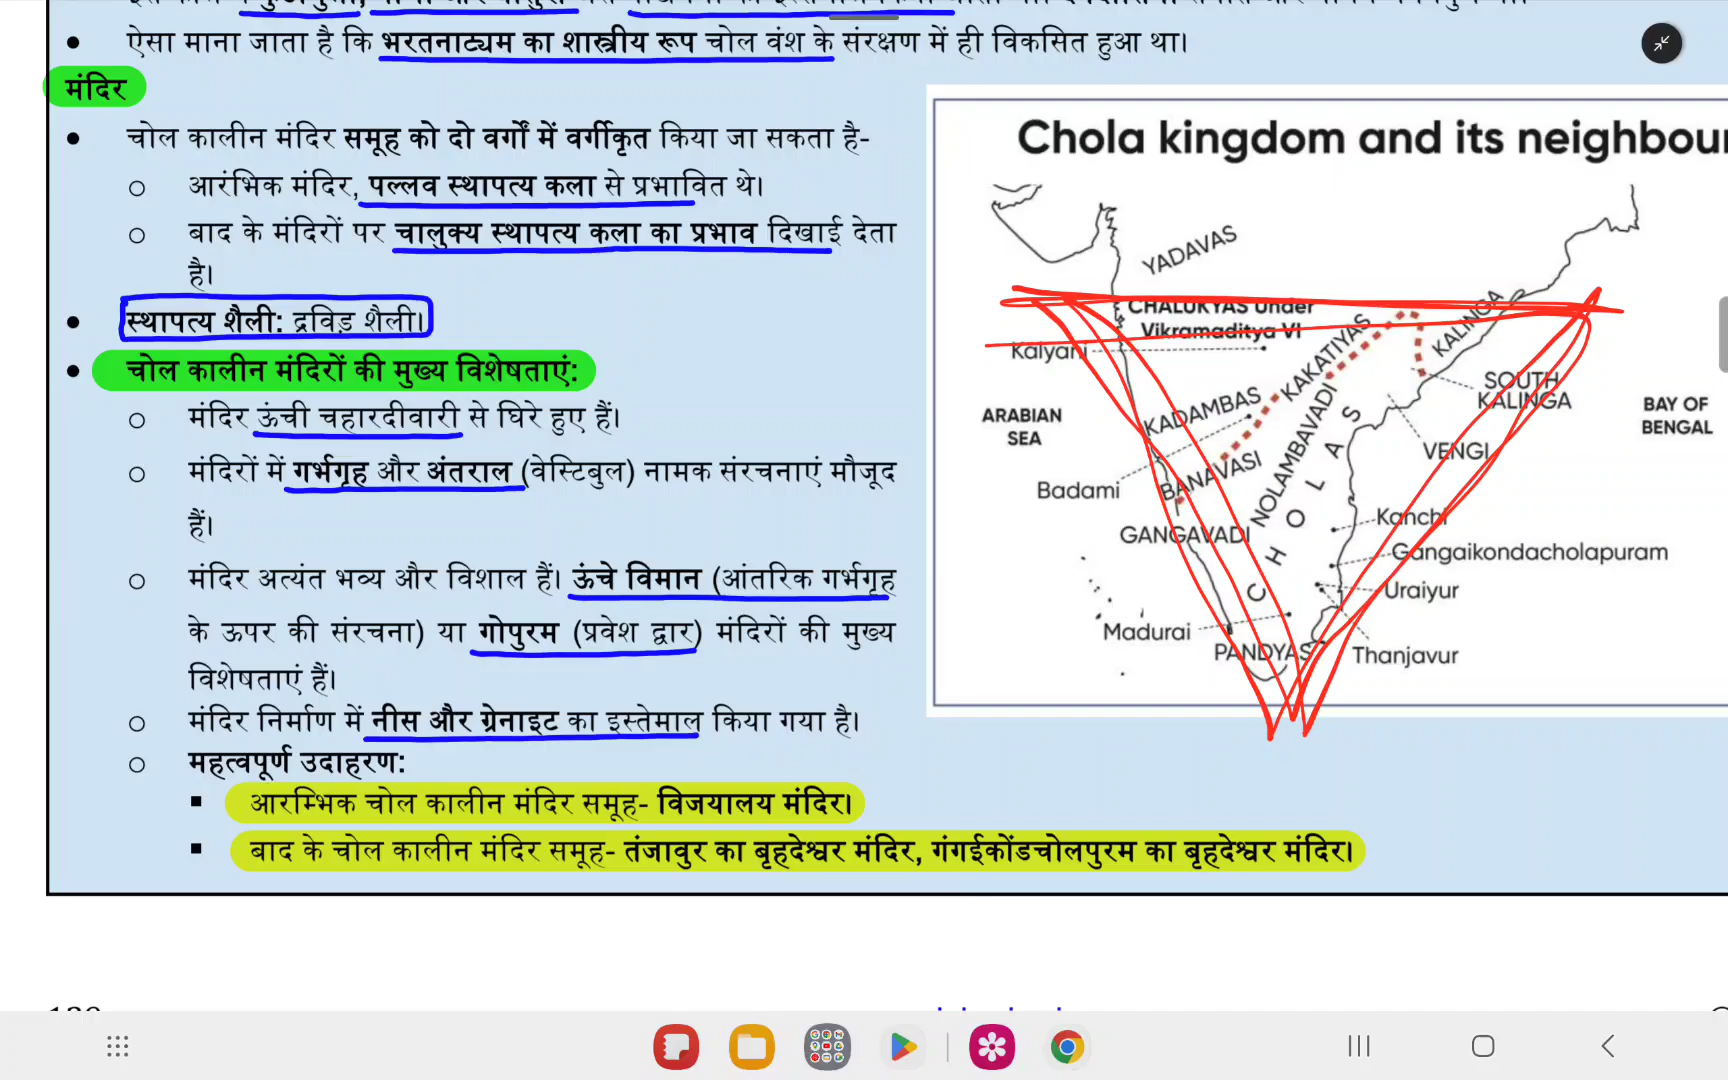 ऐसा माना जाता है कि भरतनाट्यम का शास्त्रीय रूप चोल वंश के संरक्षण में ही विकसित हुआ था।
मंदिर
चोल कालीन मंदिर समूह को दो वर्गों में वर्गीकृत किया जा सकता है-
आरंभिक मंदिर, पल्लव स्थापत्य कला से प्रभावित थे।
बाद के मंदिरों पर चालुक्य स्थापत्य कला का प्रभाव दिखाई देता
है।
स्थापत्य शैली: द्रविड़ शैली।
चोल कालीन मंदिरों की मुख्य विशेषताएं:
मंदिर ऊंची चहारदीवारी से घिरे हुए हैं।
मंदिरों में गर्भगृह और अंतराल (वेस्टिबुल) नामक संरचनाएं मौजूद
हैं।
मंदिर अत्यंत भव्य और विशाल हैं। ऊंचे विमान (आंतरिक गर्भगृह
के ऊपर की संरचना) या गोपुरम (प्रवेश द्वार) मंदिरों की मुख्य
विशेषताएं हैं।
मंदिर निर्माण में नीस और ग्रेनाइट का इस्तेमाल किया गया है।
महत्वपूर्ण उदाहरण:
आरम्भिक चोल कालीन मंदिर समूह- विजयालय मंदिर।
बाद के चोल कालीन मंदिर समूह- तंजावुर का बृहदेश्वर मंदिर, गंगईकोंडचोलपुरम का बृहदेश्वर मंदिर।
Chola kingdom and its neighbour
YADAVAS
CHALUKYAS Under
Vikramaditya VI
Kalyani
KAKATIYAS
KALINGA
SOUTH
KALINGA
ARABIAN
SEA
BAY OF
BENGAL
KADAMBAS
NOLAMBAVADI
VENGI
Badami
BANAVASI
CHOLAS
GANGAVADI
Kanchi
Gangaikondacholapuram
Uraiyur
Madurai
PANDYAS
Thanjavur